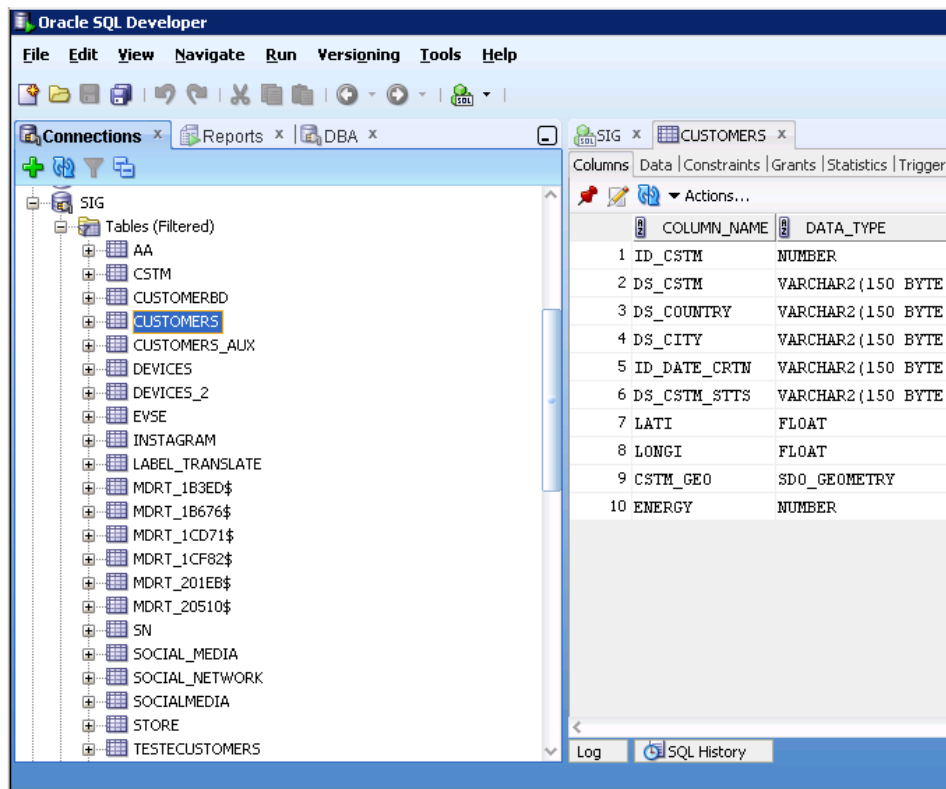 Oracle SQL Developer
File Edit View Navigate Run Versioning Tools Help
SQL
Connections x Reports x DBA x
SIG
Tables (Filtered)
AA
CSTM
CUSTOMERBD
CUSTOMERS
CUSTOMERS_AUX
DEVICES
DEVICES_2
EVSE
INSTAGRAM
LABEL_TRANSLATE
MDRT_1B3ED$
MDRT_1B676$
MDRT_1CD71$
MDRT_1CF82$
MDRT_201EB$
MDRT_20510$
SN
SOCIAL_MEDIA
SOCIAL_NETWORK
SOCIALMEDIA
STORE
TESTECUSTOMERS
SIG x CUSTOMERS x
Columns Data |Constraints |Grants |Statistics |Trigger
Actions...
COLUMN_NAME DATA_TYPE
1 ID_CSTM NUMBER
2 DS_CSTM VARCHAR2(150 BYTE
3 DS_COUNTRY VARCHAR2(150 BYTE
4 DS_CITY VARCHAR2(150 BYTE
5 ID_DATE_CRTN VARCHAR2(150 BYTE
6 DS_CSTM_STTS VARCHAR2(150 BYTE
7 LATI FLOAT
8 LONGI FLOAT
9 CSTM_GEO SDO_GEOMETRY
10 ENERGY NUMBER
Log SQL History